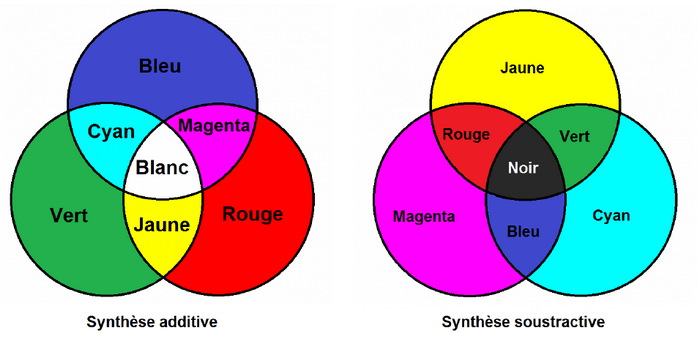 Bleu
Cyan
Magenta
Blanc
Vert
Jaune
Rouge
Synthèse additive
Jaune
Rouge
Vert
Noir
Magenta
Bleu
Cyan
Synthèse soustractive